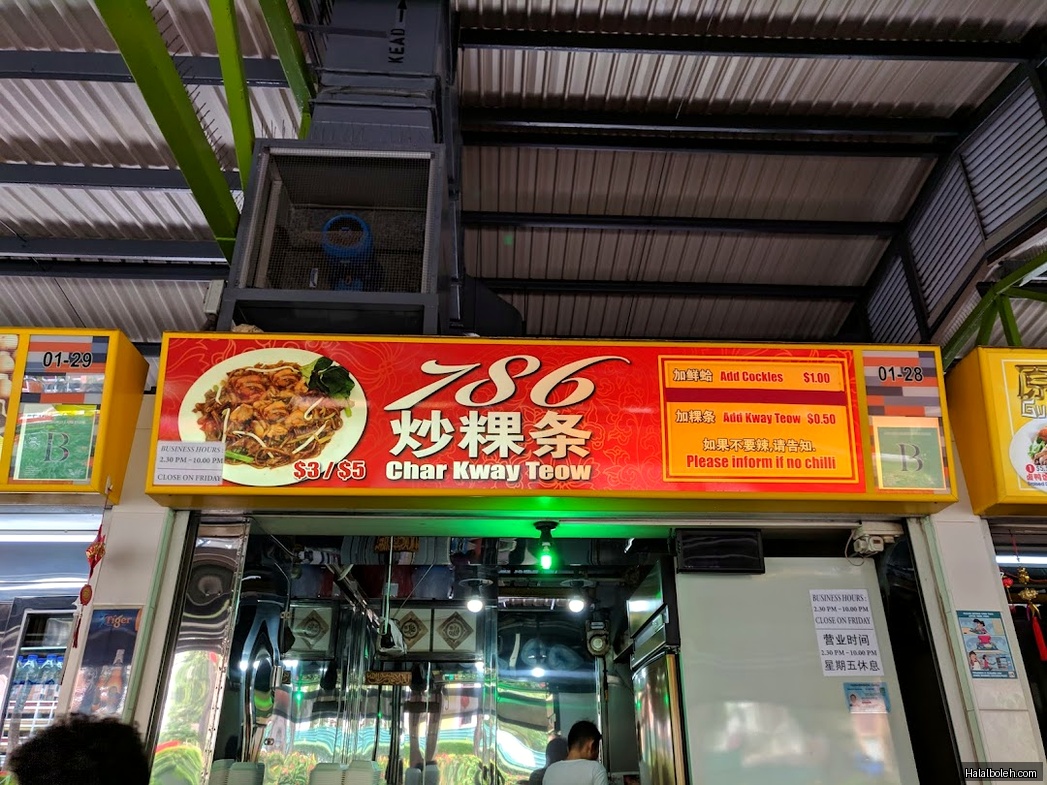 KEAD
01-29
B
786
炒粿条
Char Kway Teow
$3 / $5
BUSINESS HOURS:
2.30 PM-10.00 PM
CLOSE ON FRIDAY
加鲜蛤 Add Cockles $1.00
加粿条 Add Kway Teow $0.50
如果不要辣,请告知.
Please inform if no chilli
01-28
B
Tiger
BUSINESS HOURS:
2.30 PM-10.00 PM
CLOSE ON FRIDAY
营业时间
2.30 PM-10.00 PM
星期五休息
Halalboleh.com